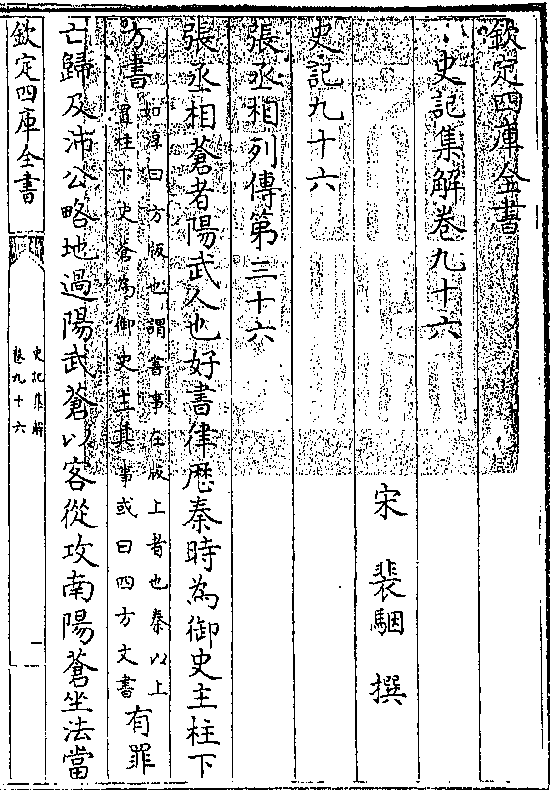 欽定四庫全書
史記集解卷九十六
宋 裴駰 撰
史記九十六
張丞相列傳第三十六
張丞相蒼者陽武人也好書律厯秦時為御史主柱下
方書如淳曰方版也謂書事在版上者也秦以上
置柱下史蒼為御史主其事或曰四方文書有罪
亡歸及沛公略地過陽武蒼以客從攻南陽蒼坐法當
欽定四庫全書
史記集解
卷九十六
一